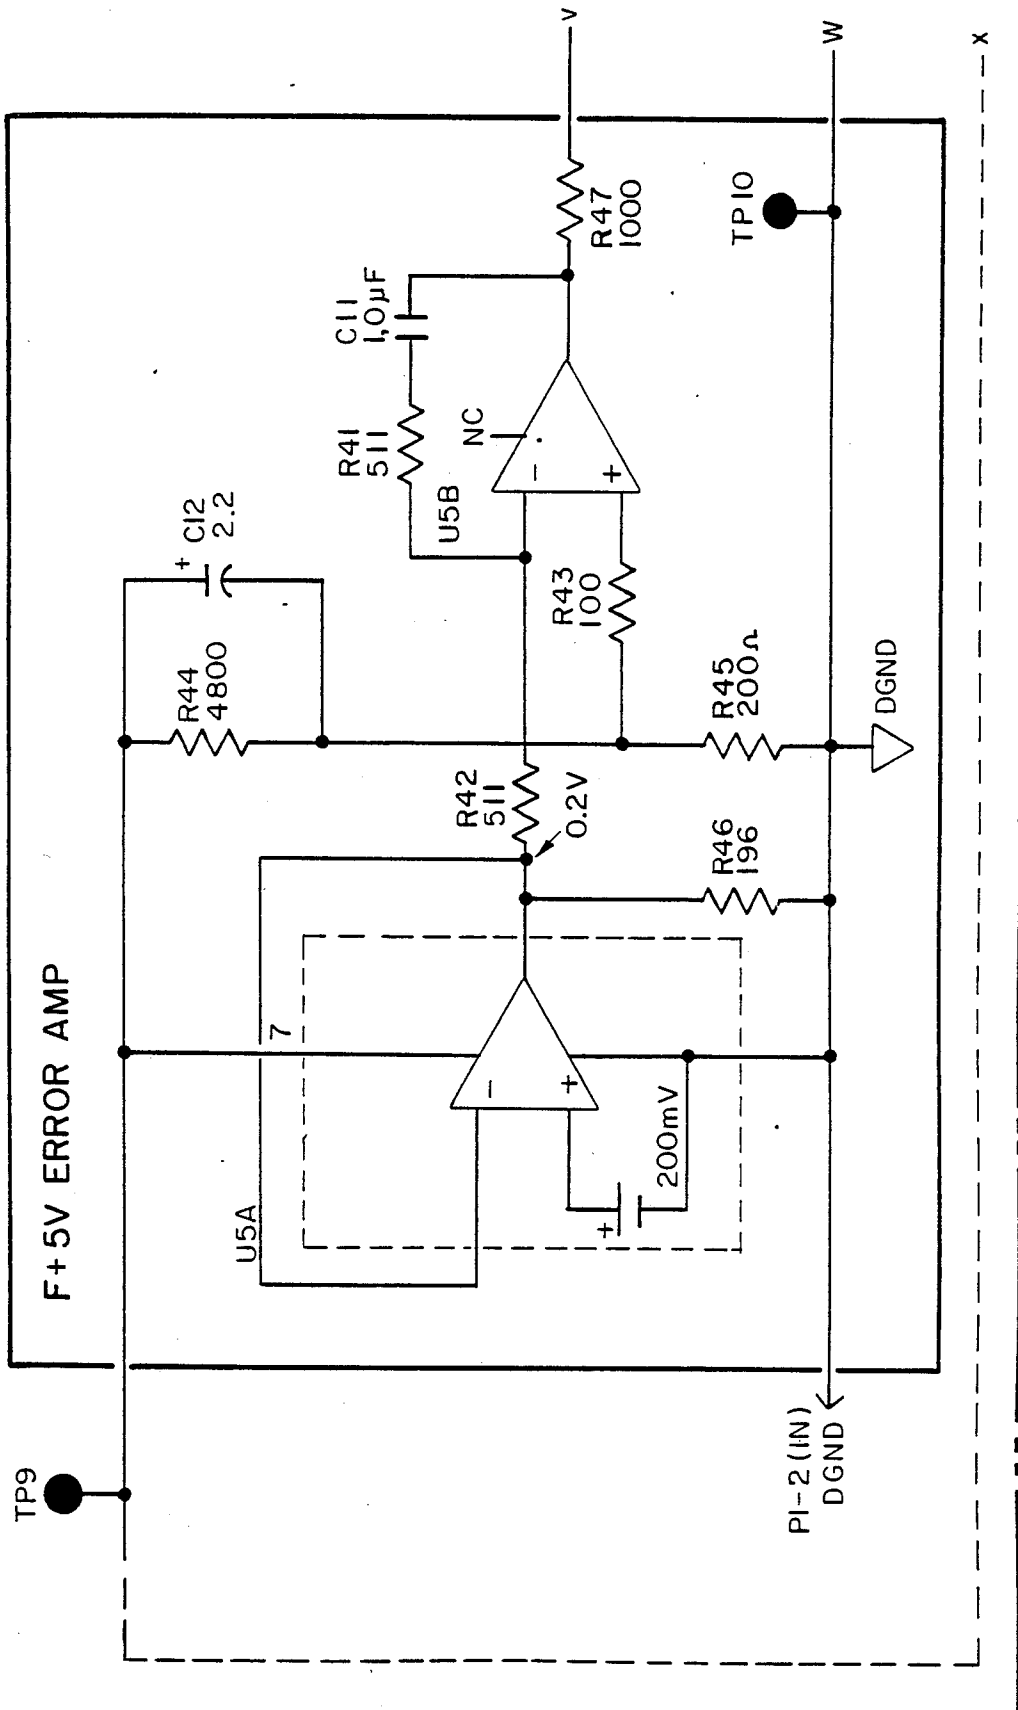 F+5V ERROR AMP
TP9
U5A
7
200mV
+
-
+
0.2V
R42
511
R46
196
R44
4800
+
C12
2.2
R45
200Ω
DGND
R43
100
U5B
R41
511
C11
1,0µF
NC
-
+
R47
1000
TP10
V
W
X
P1-2 (IN)
DGND